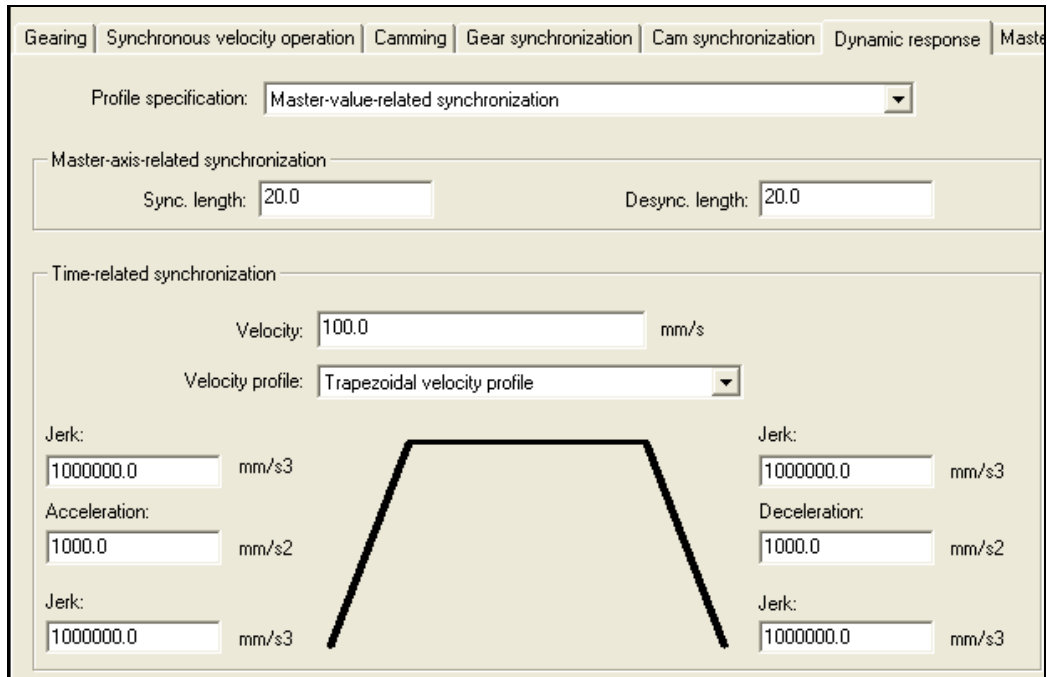 Gearing Synchronous velocity operation Camming Gear synchronization Cam synchronization Dynamic response Maste
Profile specification: Master-value-related synchronization
Master-axis-related synchronization
Sync. length: 20.0 Desync. length: 20.0
Time-related synchronization
Velocity: 100.0 mm/s
Velocity profile: Trapezoidal velocity profile
Jerk: Jerk:
1000000.0 mm/s3 1000000.0 mm/s3
Acceleration: Deceleration:
1000.0 mm/s2 1000.0 mm/s2
Jerk: Jerk:
1000000.0 mm/s3 1000000.0 mm/s3